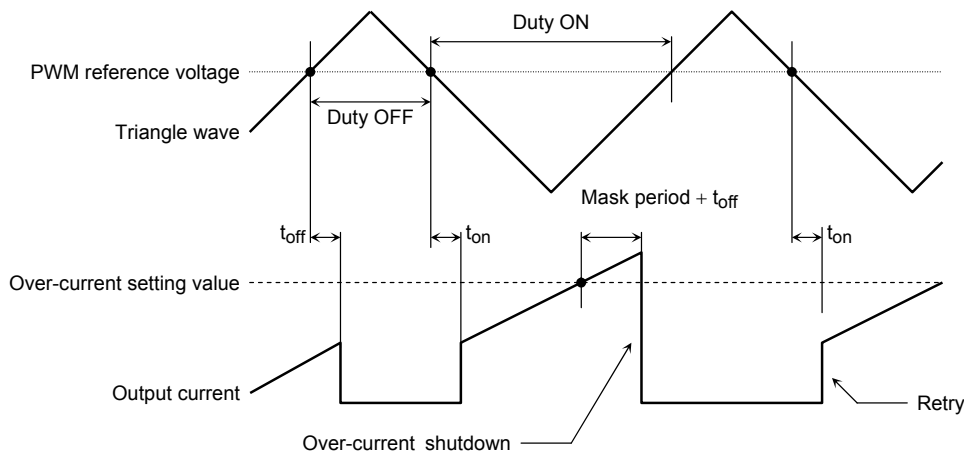 Duty ON
PWM reference voltage
Duty OFF
Triangle wave
Mask period + toff
toff
ton
ton
Over-current setting value
Output current
Retry
Over-current shutdown